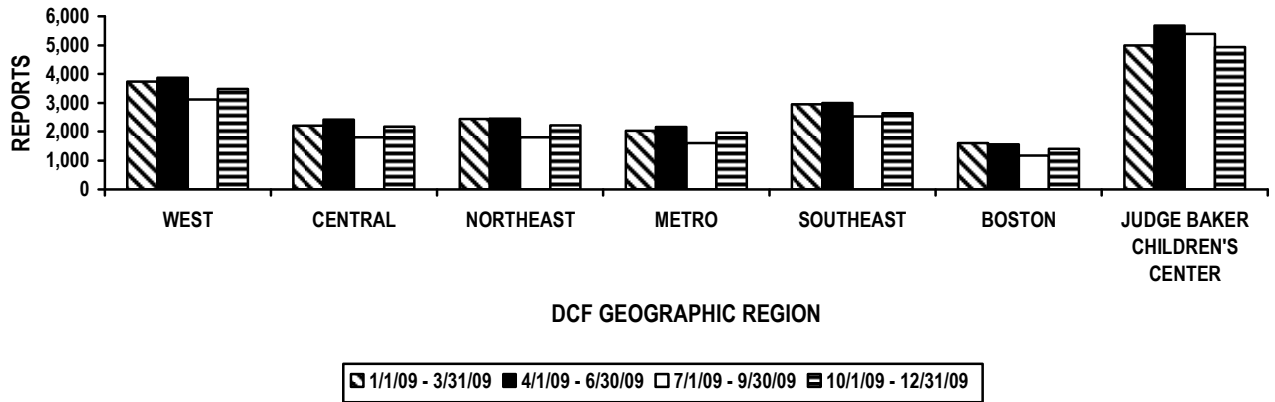 6,000
5,000
4,000
3,000
2,000
1,000
0
REPORTS
WEST CENTRAL NORTHEAST METRO SOUTHEAST BOSTON JUDGE BAKER
CHILDREN'S
CENTER
DCF GEOGRAPHIC REGION
1/1/09 - 3/31/09 4/1/09 - 6/30/09 7/1/09 - 9/30/09 10/1/09 - 12/31/09